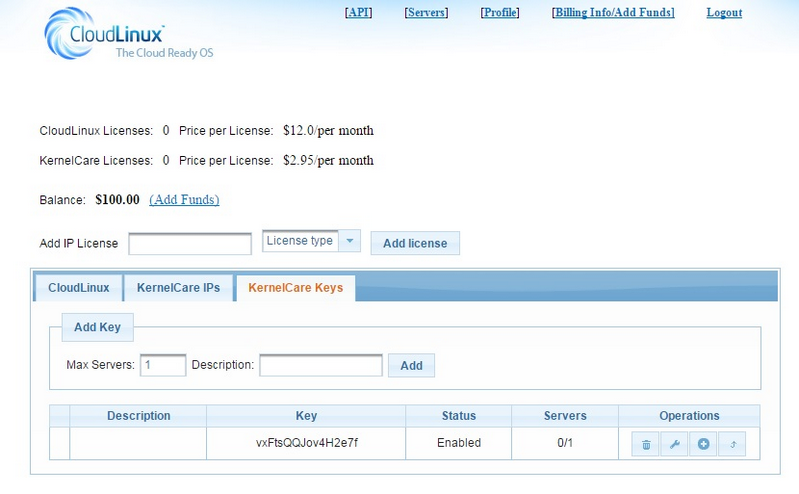 CloudLinux
The Cloud Ready OS
[API] [Servers] [Profile] [Billing Info/Add Funds] Logout
CloudLinux Licenses: 0 Price per License: $12.0/per month
KernelCare Licenses: 0 Price per License: $2.95/per month
Balance: $100.00 (Add Funds)
Add IP License License type Add license
CloudLinux KernelCare IPs KernelCare Keys
Add Key
Max Servers: 1 Description: Add
Description Key Status Servers Operations
vxFtsQQJov4H2e7f Enabled 0/1